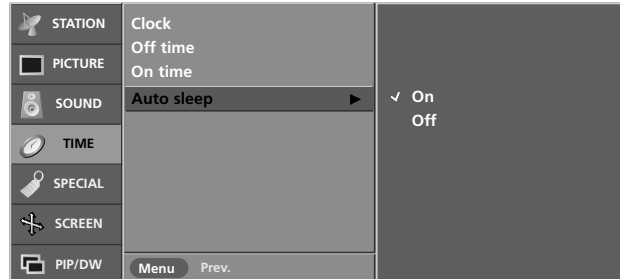 STATION
PICTURE
SOUND
TIME
SPECIAL
SCREEN
PIP/DW
Clock
Off time
On time
Auto sleep
On
Off
Menu Prev.